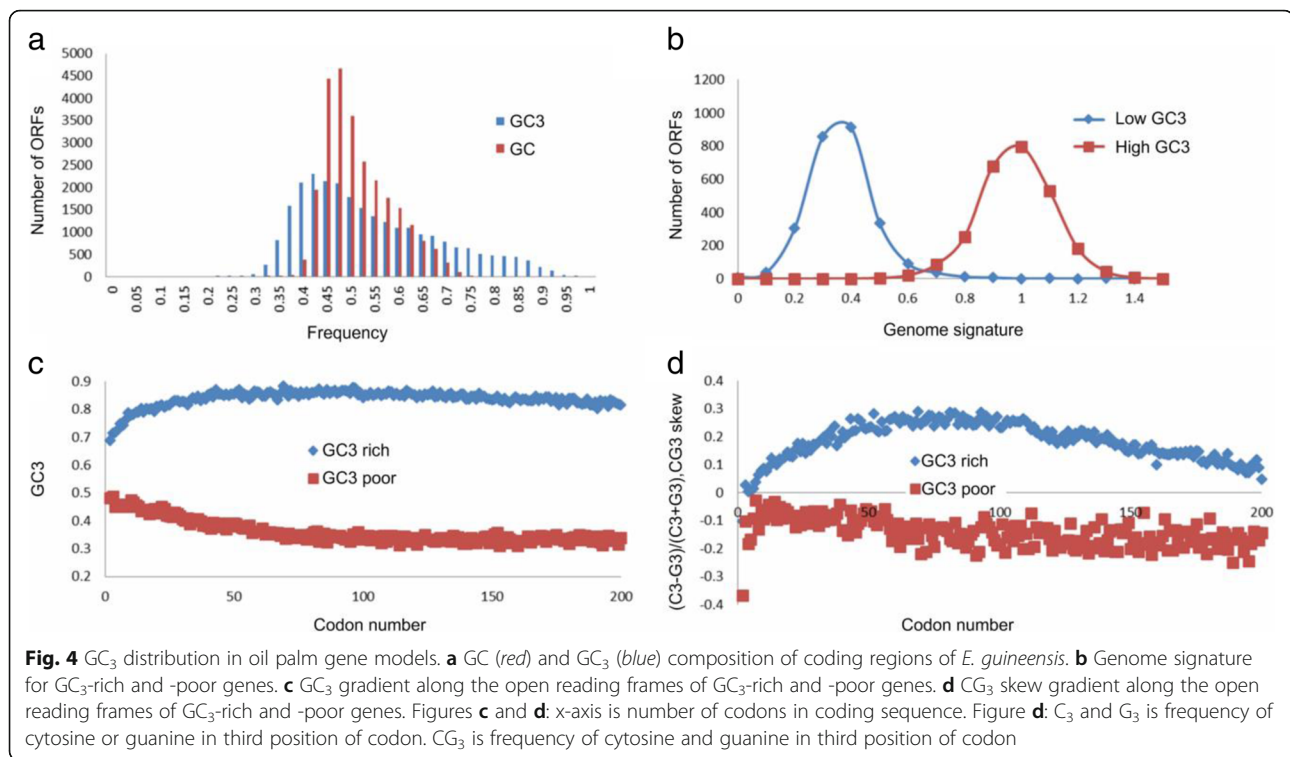 a
5000
4500
4000
3500
3000
2500
2000
1500
1000
500
0
Number of ORFs
GC3
GC
0
0.05
0.1
0.15
0.2
0.25
0.3
0.35
0.4
0.45
0.5
0.55
0.6
0.65
0.7
0.75
0.8
0.85
0.9
0.95
1
Frequency
b
1200
1000
800
600
400
200
0
Number of ORFs
Low GC3
High GC3
0 0.2 0.4 0.6 0.8 1 1.2 1.4
Genome signature
c
0.9
0.8
0.7
0.6
0.5
0.4
0.3
0.2
GC3
GC3 rich
GC3 poor
0 50 100 150 200
Codon number
d
0.4
0.3
0.2
0.1
0
-0.1
-0.2
-0.3
-0.4
(C3-G3)/(C3+G3),CG3 skew
GC3 rich
GC3 poor
0 50 100 150 200
Codon number
Fig. 4 GC₃ distribution in oil palm gene models. a GC (red) and GC₃ (blue) composition of coding regions of E. guineensis. b Genome signature
for GC₃-rich and -poor genes. c GC₃ gradient along the open reading frames of GC₃-rich and -poor genes. d CG₃ skew gradient along the open
reading frames of GC₃-rich and -poor genes. Figures c and d: x-axis is number of codons in coding sequence. Figure d: C₃ and G₃ is frequency of
cytosine or guanine in third position of codon. CG₃ is frequency of cytosine and guanine in third position of codon